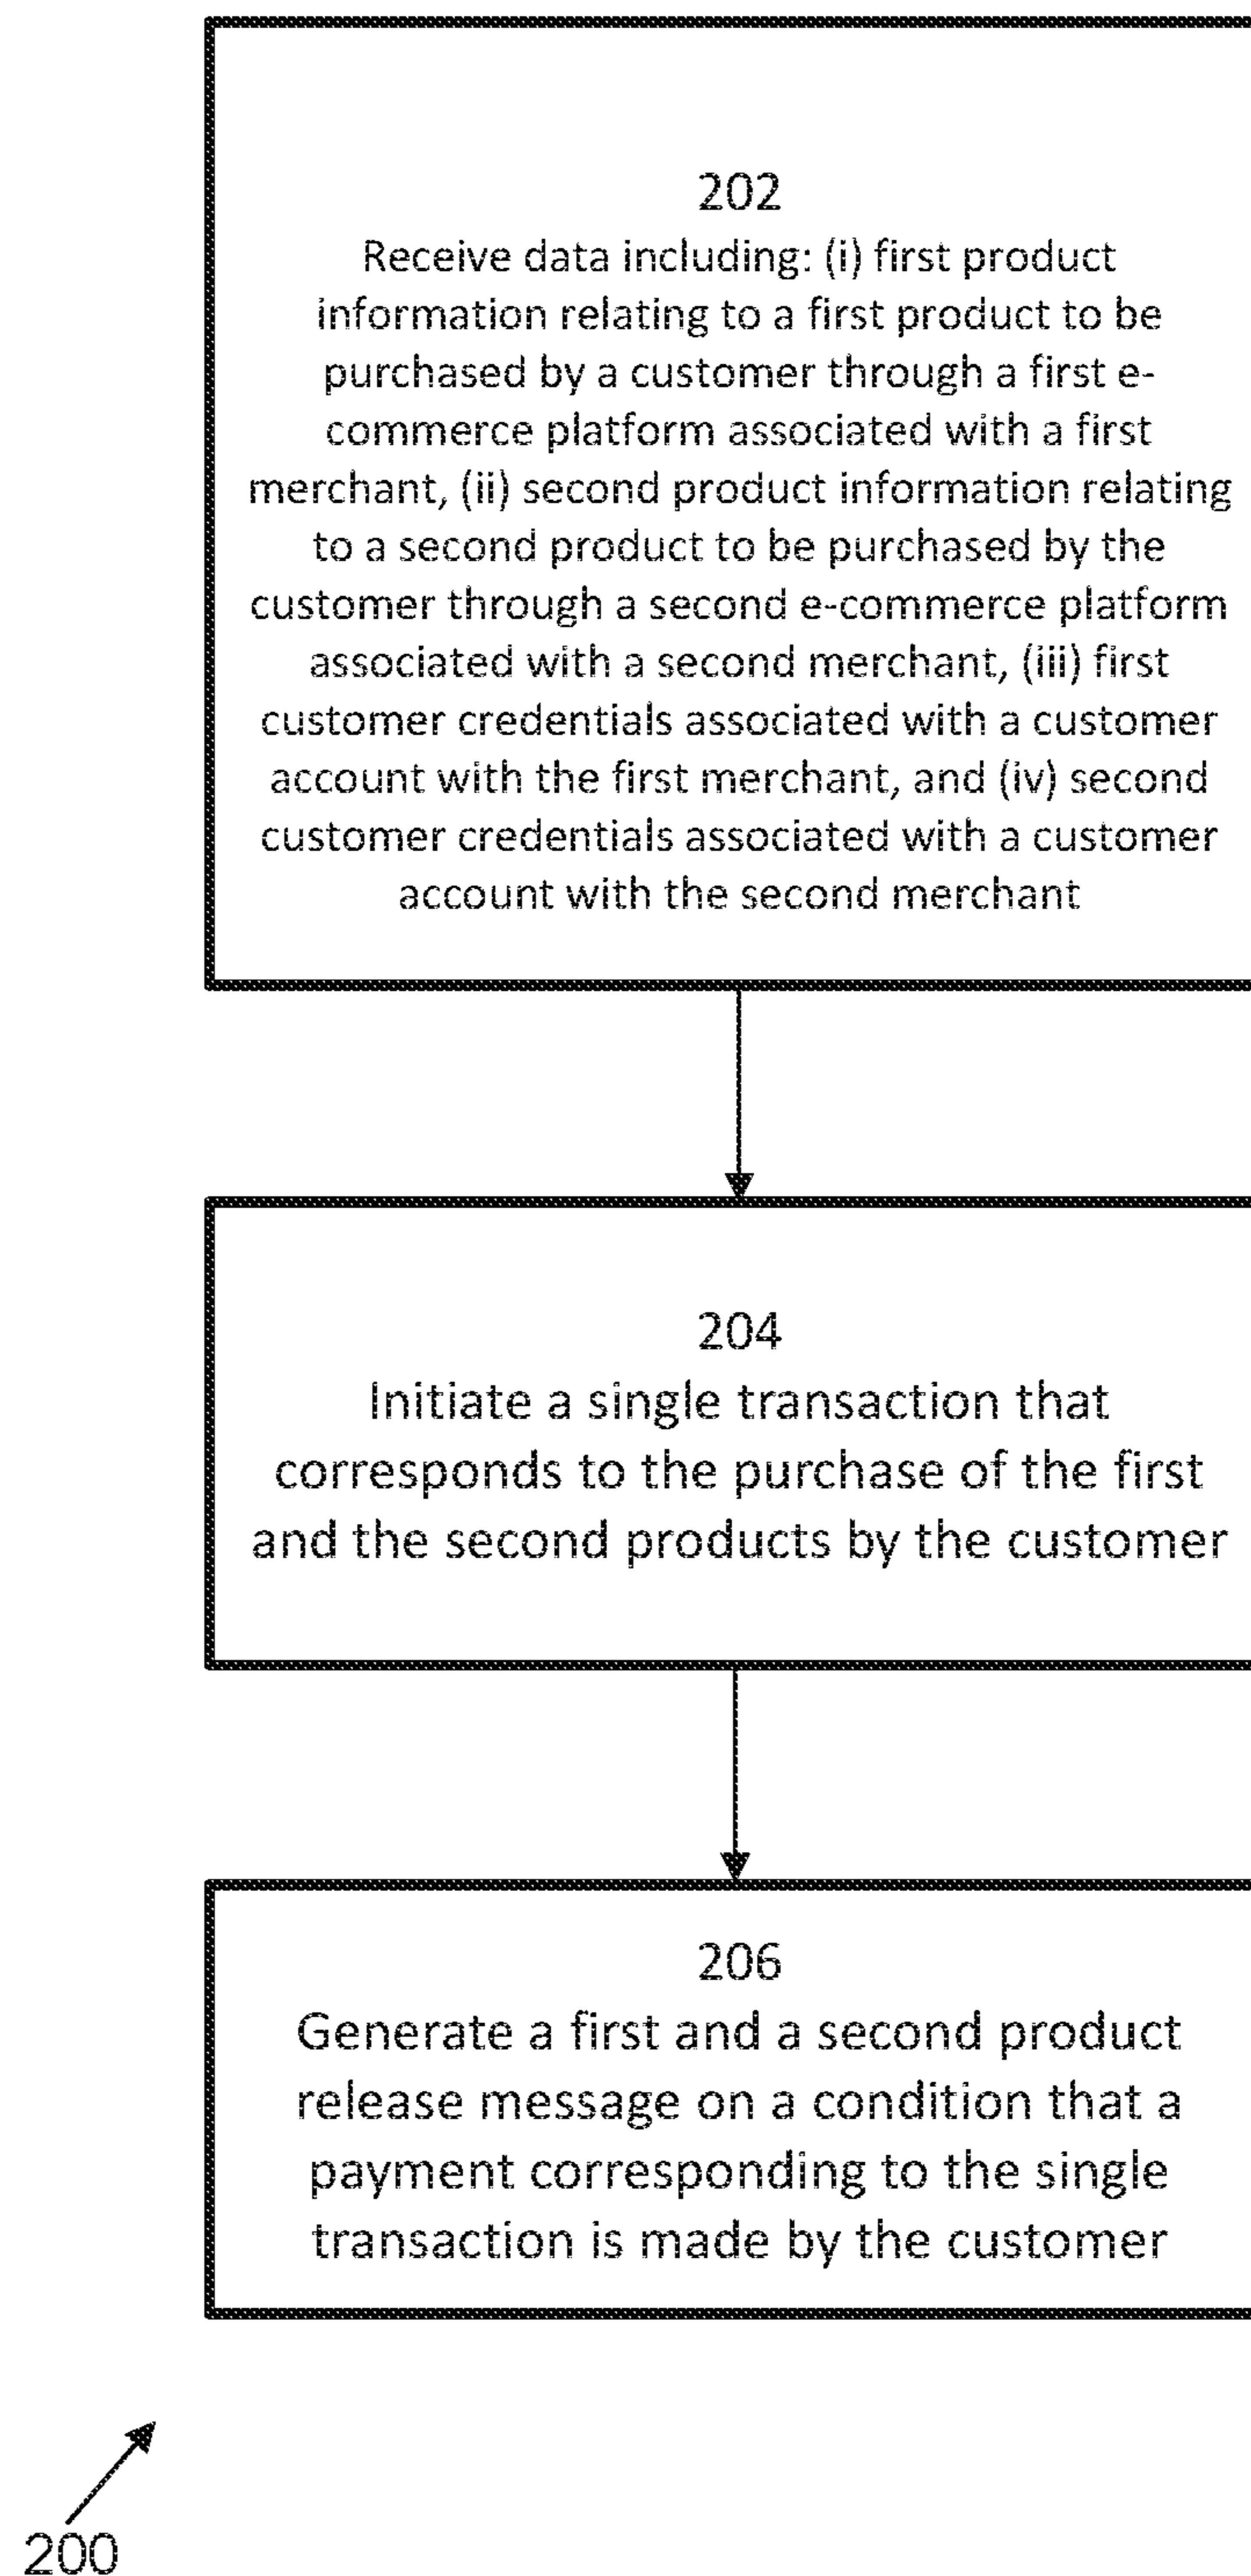 202
Receive data including: (i) first product
information relating to a first product to be
purchased by a customer through a first e-
commerce platform associated with a first
merchant, (ii) second product information relating
to a second product to be purchased by the
customer through a second e-commerce platform
associated with a second merchant, (iii) first
customer credentials associated with a customer
account with the first merchant, and (iv) second
customer credentials associated with a customer
account with the second merchant
204
Initiate a single transaction that
corresponds to the purchase of the first
and the second products by the customer
206
Generate a first and a second product
release message on a condition that a
payment corresponding to the single
transaction is made by the customer
200